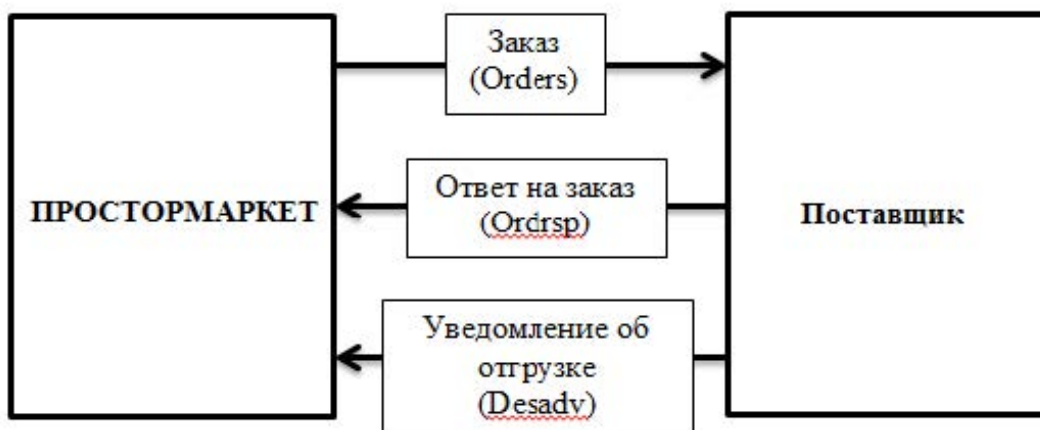 Заказ
(Orders)
ПРОСТОРМАРКЕТ
Ответ на заказ
(Ordrsp)
Поставщик
Уведомление об
отгрузке
(Desadv)